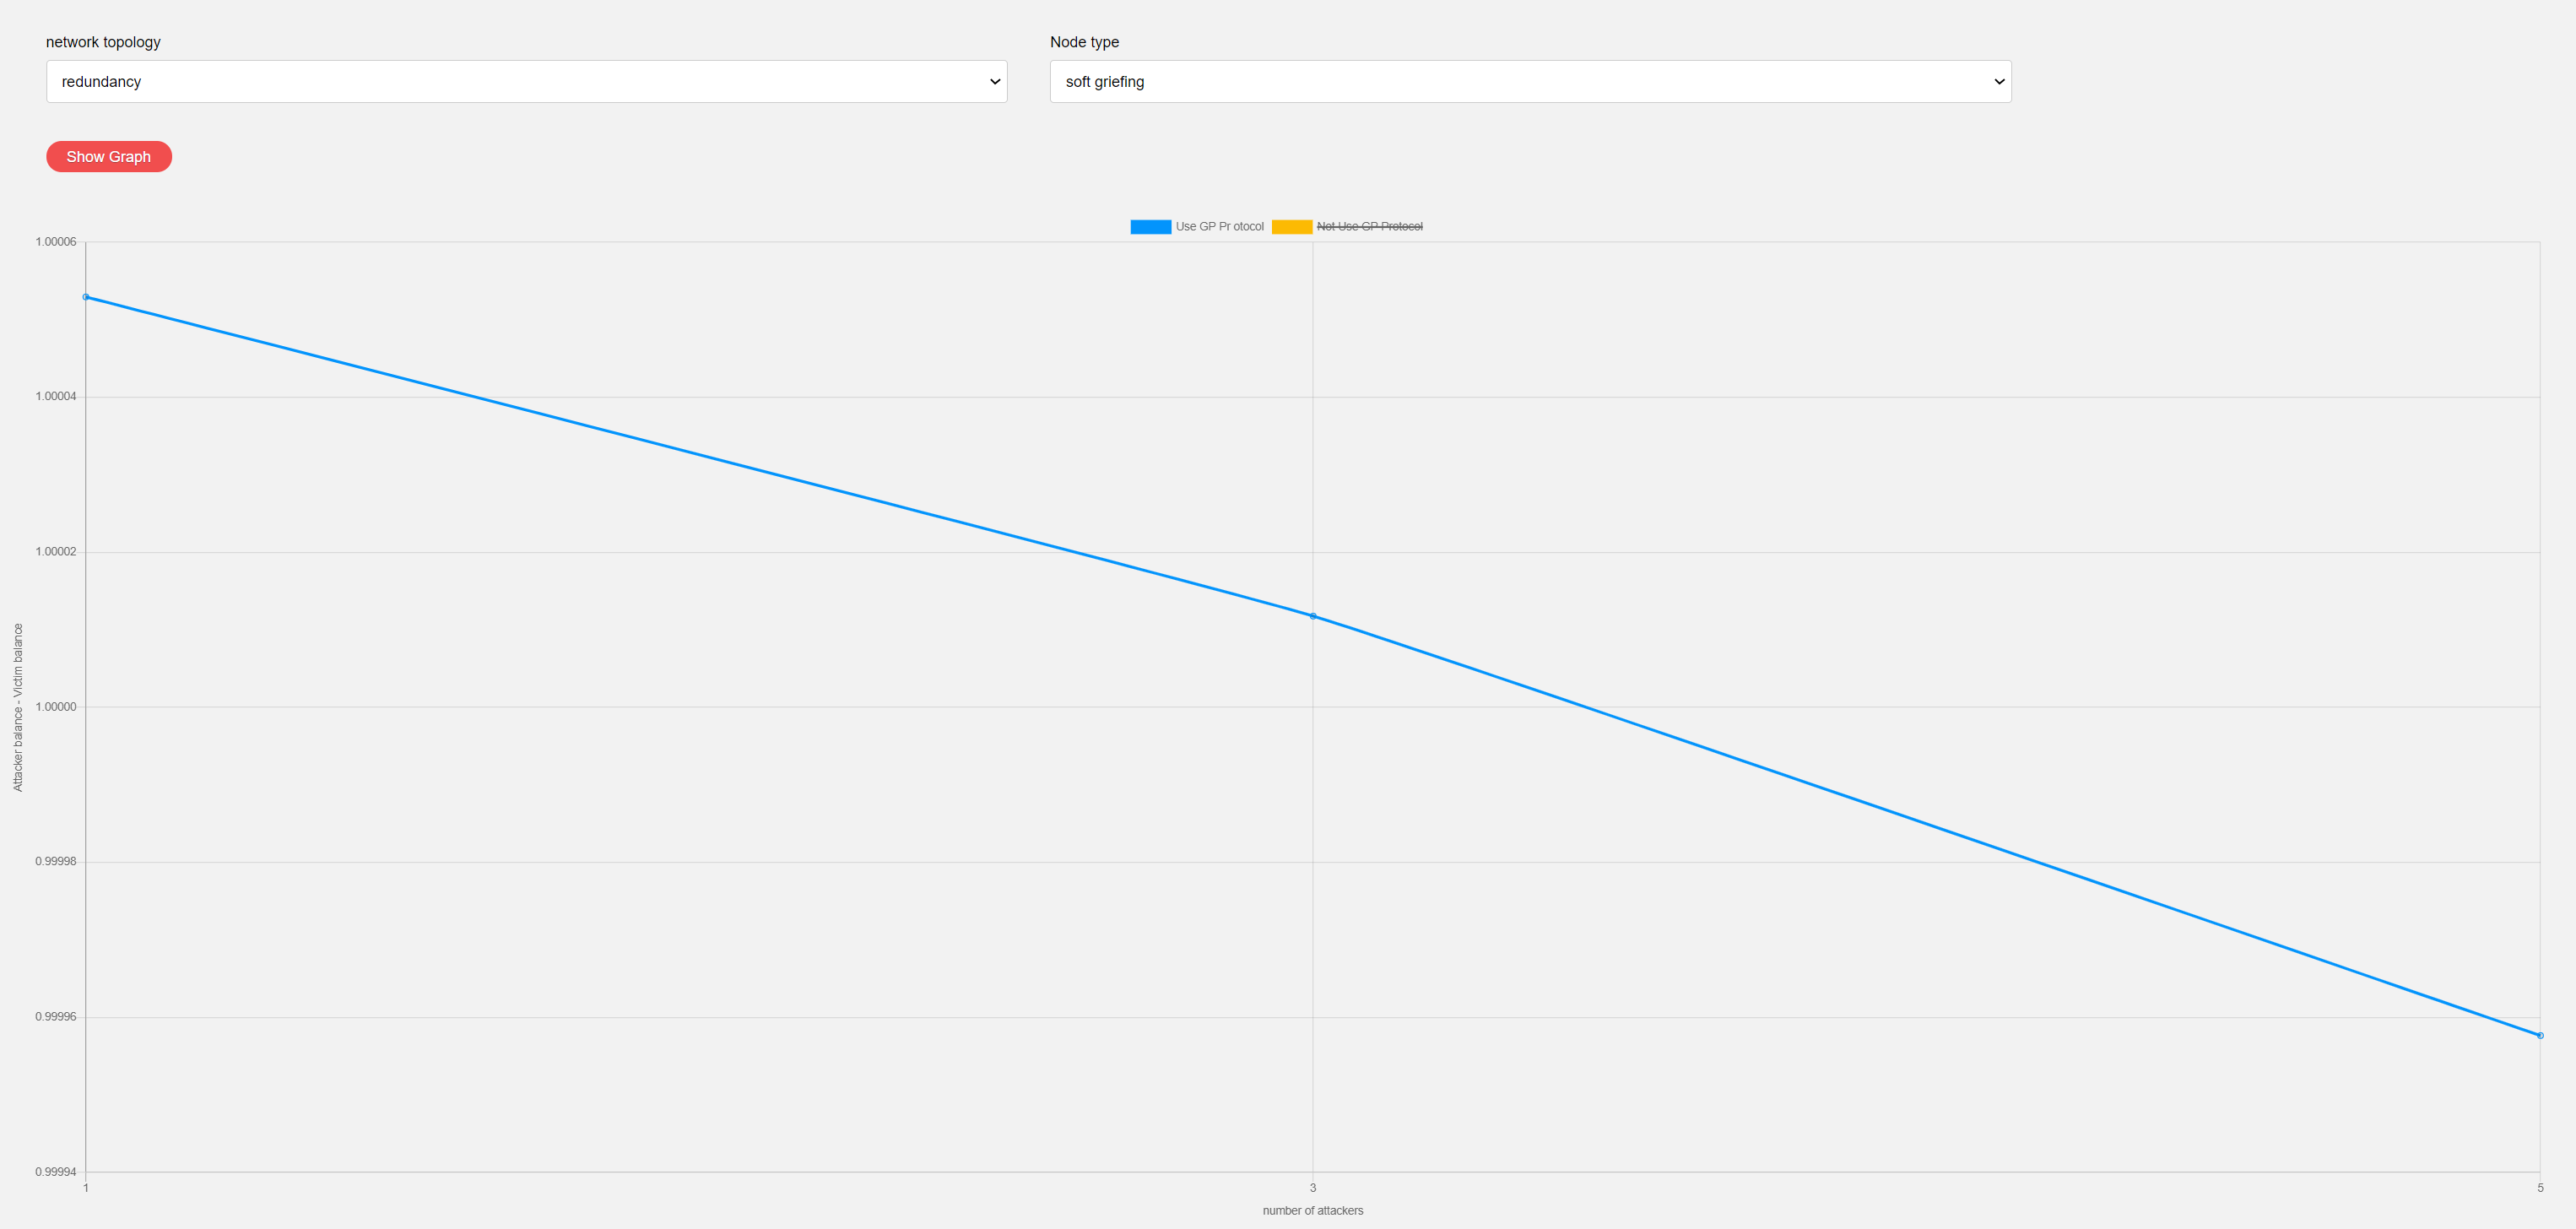 network topology
Node type
redundancy
soft griefing
Show Graph
Use GP Pr otocol
Not Use GP Protocol
1.00006
1.00004
1.00002
1.00000
0.99998
0.99996
0.99994
Attacker balance - Victim balance
1
3
5
number of attackers